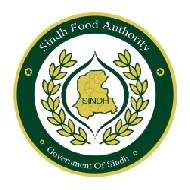 Sindh Food Authority
SINDH
Government Of Sindh